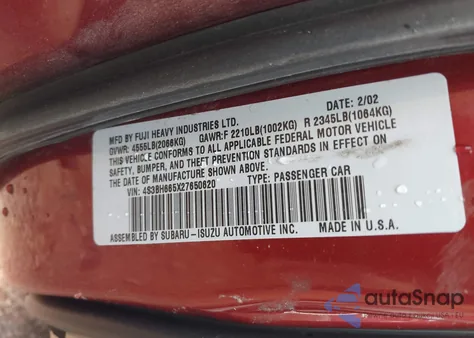 MFD BY FUJI HEAVY INDUSTRIES LTD. DATE: 2/02
GVWR: 4555LB(2066KG) GAWR:F 2210LB(1002KG) R 2345LB(1064KG)
THIS VEHICLE CONFORMS TO ALL APPLICABLE FEDERAL MOTOR VEHICLE
SAFETY, BUMPER, AND THEFT PREVENTION STANDARDS IN EFFECT ON
THE DATE OF MANUFACTURE SHOWN ABOVE.
VIN: 4S3BH665X27650620 TYPE: PASSENGER CAR
ASSEMBLED BY SUBARU-ISUZU AUTOMOTIVE INC. MADE IN U.S.A.
autoSnap